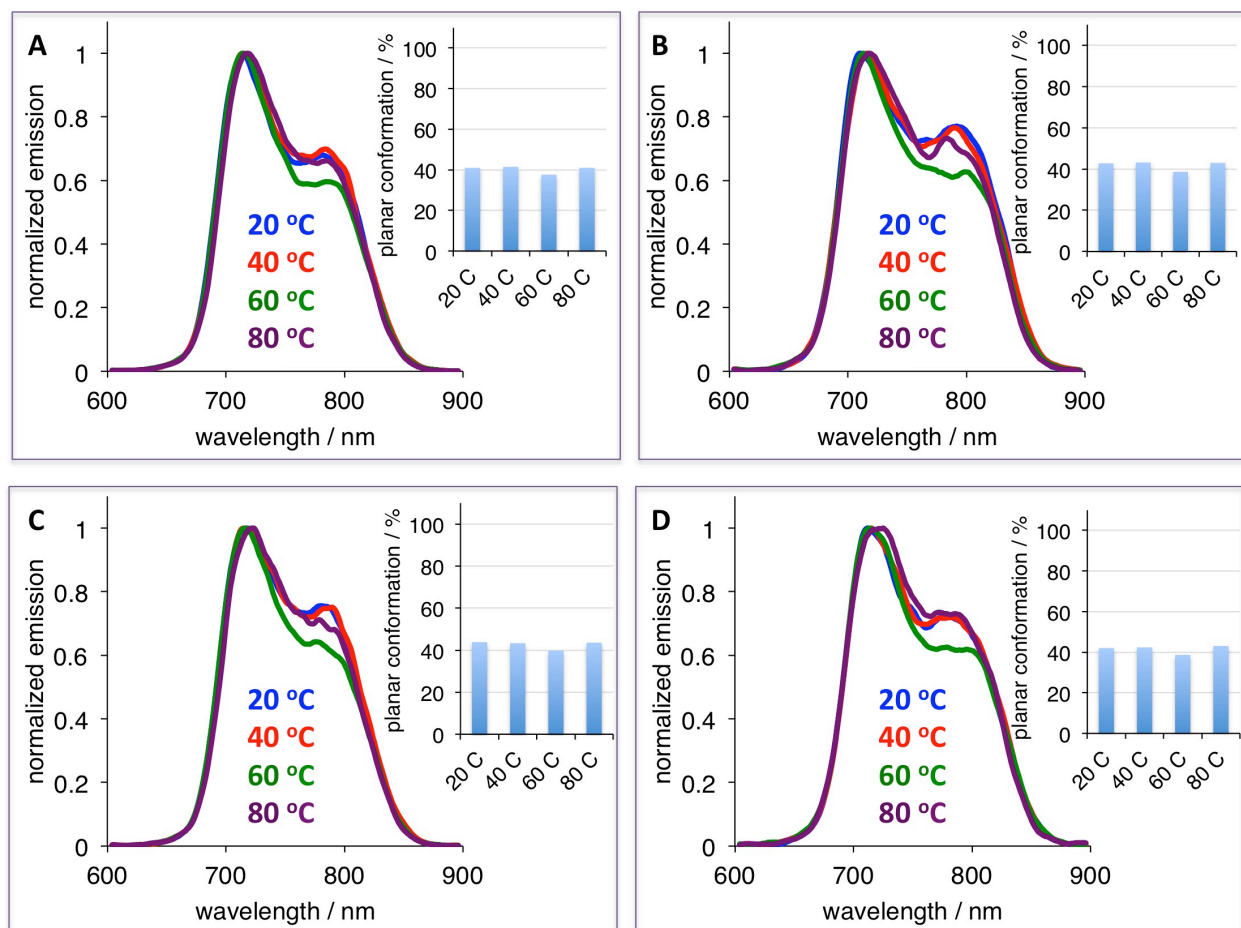 A
normalized emission
1
0.8
0.6
0.4
0.2
0
600 700 800 900
wavelength / nm
20 ºC
40 ºC
60 ºC
80 ºC
planar conformation / %
100
80
60
40
20
0
20 C 40 C 60 C 80 C
B
normalized emission
1
0.8
0.6
0.4
0.2
0
600 700 800 900
wavelength / nm
20 ºC
40 ºC
60 ºC
80 ºC
planar conformation / %
100
80
60
40
20
0
20 C 40 C 60 C 80 C
C
normalized emission
1
0.8
0.6
0.4
0.2
0
600 700 800 900
wavelength / nm
20 ºC
40 ºC
60 ºC
80 ºC
planar conformation / %
100
80
60
40
20
0
20 C 40 C 60 C 80 C
D
normalized emission
1
0.8
0.6
0.4
0.2
0
600 700 800 900
wavelength / nm
20 ºC
40 ºC
60 ºC
80 ºC
planar conformation / %
100
80
60
40
20
0
20 C 40 C 60 C 80 C